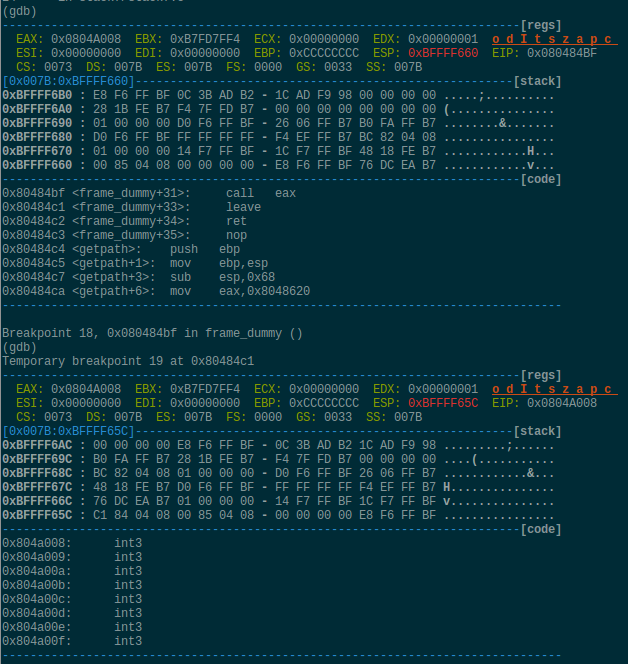 (gdb)
-----------------------------------------------------------------------[regs]
EAX: 0x0804A008 EBX: 0xB7FD7FF4 ECX: 0x00000000 EDX: 0x00000001 o d I t s z a p c
ESI: 0x00000000 EDI: 0x00000000 EBP: 0xCCCCCCCC ESP: 0xBFFFF660 EIP: 0x080484BF
CS: 0073 DS: 007B ES: 007B FS: 0000 GS: 0033 SS: 007B
[0x007B:0xBFFFF660]------------------------------------------------------[stack]
0xBFFFF6B0 : E8 F6 FF BF 0C 3B AD B2 - 1C AD F9 98 00 00 00 00 .....;..........
0xBFFFF6A0 : 28 1B FE B7 F4 7F FD B7 - 00 00 00 00 00 00 00 00 (...............
0xBFFFF690 : 01 00 00 00 D0 F6 FF BF - 26 06 FF B7 B0 FA FF B7 ........&.......
0xBFFFF680 : D0 F6 FF BF FF FF FF FF - F4 EF FF B7 BC 82 04 08 ................
0xBFFFF670 : 01 00 00 00 14 F7 FF BF - 1C F7 FF BF 48 18 FE B7 ............H...
0xBFFFF660 : 00 85 04 08 00 00 00 00 - E8 F6 FF BF 76 DC EA B7 ............v...
-----------------------------------------------------------------------[code]
0x80484bf <frame_dummy+31>: call eax
0x80484c1 <frame_dummy+33>: leave
0x80484c2 <frame_dummy+34>: ret
0x80484c3 <frame_dummy+35>: nop
0x80484c4 <getpath>: push ebp
0x80484c5 <getpath+1>: mov ebp,esp
0x80484c7 <getpath+3>: sub esp,0x68
0x80484ca <getpath+6>: mov eax,0x8048620
-----------------------------------------------------------------------------
Breakpoint 18, 0x080484bf in frame_dummy ()
(gdb)
Temporary breakpoint 19 at 0x80484c1
-----------------------------------------------------------------------[regs]
EAX: 0x0804A008 EBX: 0xB7FD7FF4 ECX: 0x00000000 EDX: 0x00000001 o d I t s z a p c
ESI: 0x00000000 EDI: 0x00000000 EBP: 0xCCCCCCCC ESP: 0xBFFFF65C EIP: 0x0804A008
CS: 0073 DS: 007B ES: 007B FS: 0000 GS: 0033 SS: 007B
[0x007B:0xBFFFF65C]------------------------------------------------------[stack]
0xBFFFF6AC : 00 00 00 00 E8 F6 FF BF - 0C 3B AD B2 1C AD F9 98 .........;......
0xBFFFF69C : B0 FA FF B7 28 1B FE B7 - F4 7F FD B7 00 00 00 00 ....(...........
0xBFFFF68C : BC 82 04 08 01 00 00 00 - D0 F6 FF BF 26 06 FF B7 ............&...
0xBFFFF67C : 48 18 FE B7 D0 F6 FF BF - FF FF FF FF F4 EF FF B7 H...............
0xBFFFF66C : 76 DC EA B7 01 00 00 00 - 14 F7 FF BF 1C F7 FF BF v...............
0xBFFFF65C : C1 84 04 08 00 85 04 08 - 00 00 00 00 E8 F6 FF BF ................
-----------------------------------------------------------------------[code]
0x804a008: int3
0x804a009: int3
0x804a00a: int3
0x804a00b: int3
0x804a00c: int3
0x804a00d: int3
0x804a00e: int3
0x804a00f: int3
-----------------------------------------------------------------------------